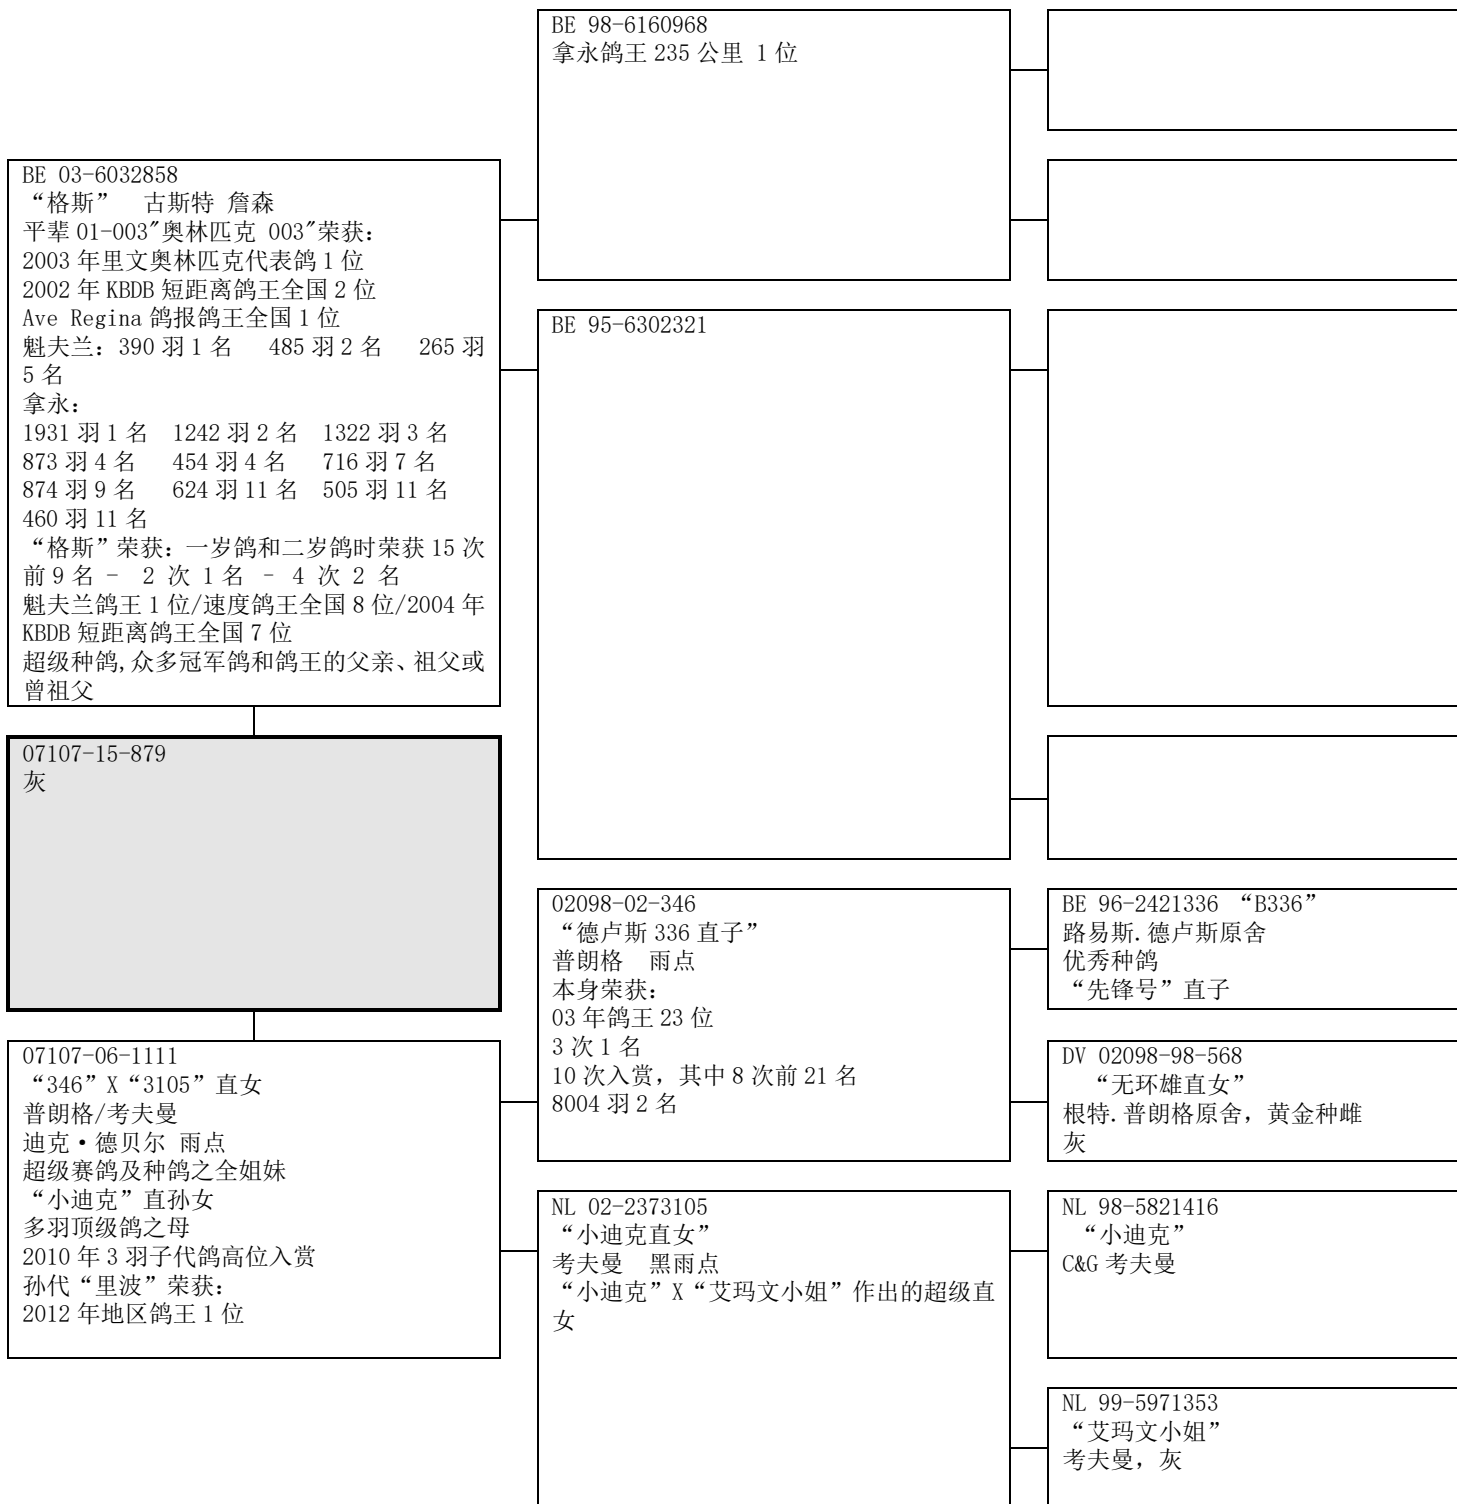 BE 98-6160968
拿永鸽王 235 公里 1 位
BE 03-6032858
“格斯” 古斯特 詹森
平辈 01-003″奥林匹克 003″荣获：
2003 年里文奥林匹克代表鸽 1 位
2002 年 KBDB 短距离鸽王全国 2 位
Ave Regina 鸽报鸽王全国 1 位
魁夫兰：390 羽 1 名 485 羽 2 名 265 羽
5 名
拿永：
1931 羽 1 名 1242 羽 2 名 1322 羽 3 名
873 羽 4 名 454 羽 4 名 716 羽 7 名
874 羽 9 名 624 羽 11 名 505 羽 11 名
460 羽 11 名
“格斯”荣获：一岁鸽和二岁鸽时荣获 15 次
前 9 名 - 2 次 1 名 - 4 次 2 名
魁夫兰鸽王 1 位/速度鸽王全国 8 位/2004 年
KBDB 短距离鸽王全国 7 位
超级种鸽,众多冠军鸽和鸽王的父亲、祖父或
曾祖父
BE 95-6302321
07107-15-879
灰
02098-02-346
“德卢斯 336 直子”
普朗格 雨点
本身荣获：
03 年鸽王 23 位
3 次 1 名
10 次入赏，其中 8 次前 21 名
8004 羽 2 名
BE 96-2421336 “B336”
路易斯.德卢斯原舍
优秀种鸽
“先锋号”直子
DV 02098-98-568
“无环雄直女”
根特.普朗格原舍，黄金种雌
灰
07107-06-1111
“346”X“3105”直女
普朗格/考夫曼
迪克•德贝尔 雨点
超级赛鸽及种鸽之全姐妹
“小迪克”直孙女
多羽顶级鸽之母
2010 年 3 羽子代鸽高位入赏
孙代“里波”荣获：
2012 年地区鸽王 1 位
NL 02-2373105
“小迪克直女”
考夫曼 黑雨点
“小迪克”X“艾玛文小姐”作出的超级直
女
NL 98-5821416
“小迪克”
C&G 考夫曼
NL 99-5971353
“艾玛文小姐”
考夫曼，灰